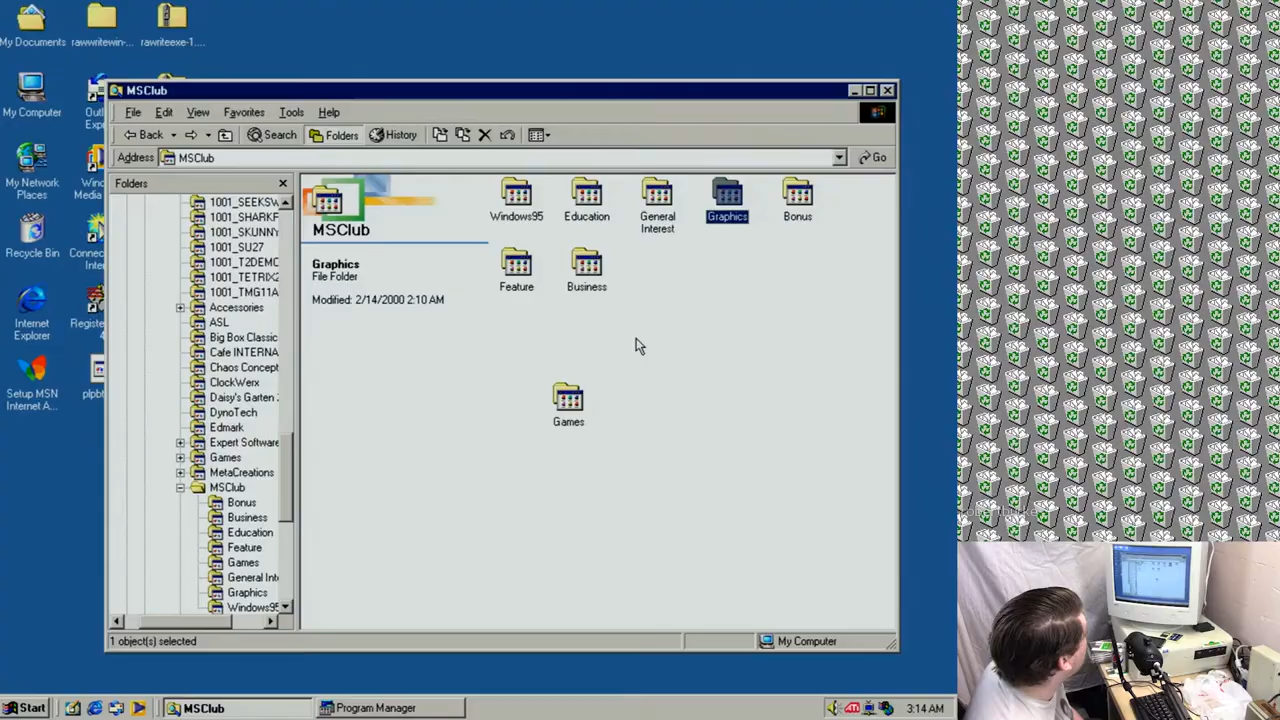 My Documents
rawwritewin-...
rawriteexe-1....
My Computer
My Network
Places
Recycle Bin
Internet
Explorer
Setup MSN
Internet A...
MSClub
File Edit View Favorites Tools Help
Back Search Folders History
Address MSClub Go
Folders
1001_SEEKSW
1001_SHARKF
1001_SKUNNY
1001_SU27
1001_T2DEMO
1001_TETRIX2
1001_TMG11A
Accessories
ASL
Big Box Classic
Cafe INTERNA
Chaos Concept
ClockWerx
Daisy's Garten
DynoTech
Edmark
Expert Software
Games
MetaCreations
MSClub
Bonus
Business
Education
Feature
Games
General Int
Graphics
Windows95
MSClub
Graphics
File Folder
Modified: 2/14/2000 2:10 AM
Windows95 Education General
Interest Graphics Bonus
Feature Business
Games
1 object(s) selected
My Computer
Start
MSClub
Program Manager
3:14 AM